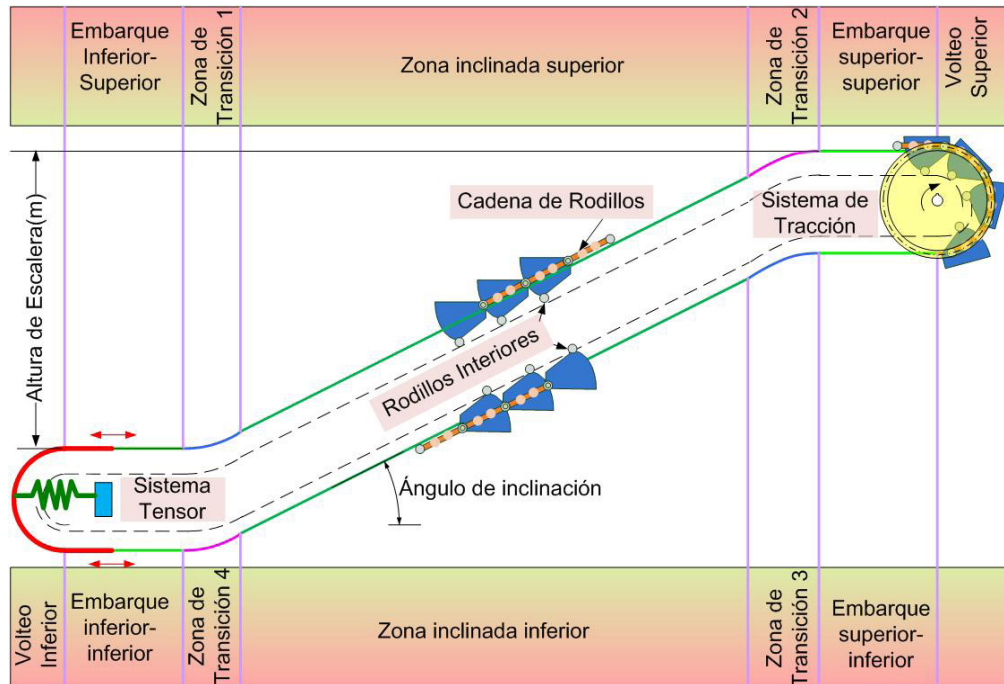 Embarque
Inferior-
Superior
Zona de
Transición 1
Zona inclinada superior
Zona de
Transición 2
Embarque
superior-
superior
Volteo
Superior
Altura de Escalera(m)
Cadena de Rodillos
Sistema de
Tracción
Rodillos Interiores
Sistema
Tensor
Ángulo de inclinación
Volteo
Inferior
Embarque
inferior-
inferior
Zona de
Transición 4
Zona inclinada inferior
Zona de
Transición 3
Embarque
superior-
inferior